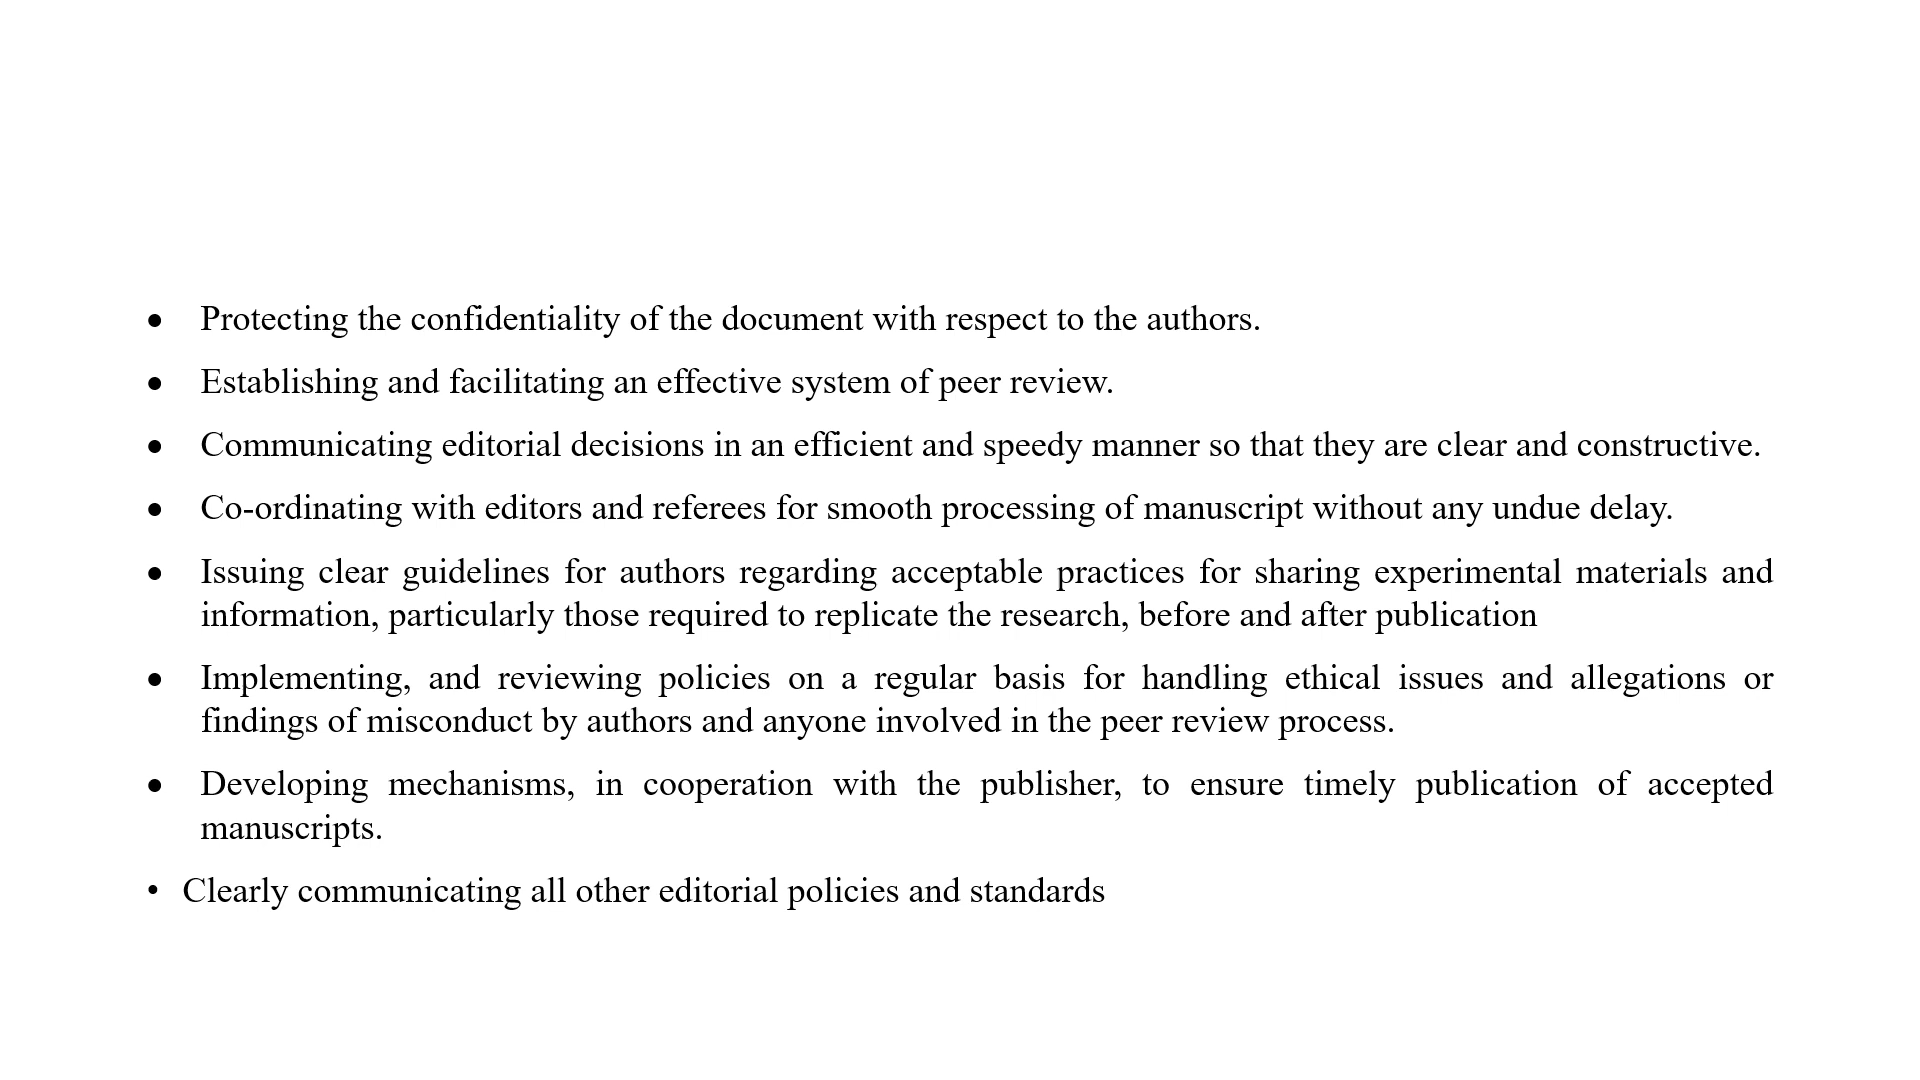 • Protecting the confidentiality of the document with respect to the authors.
• Establishing and facilitating an effective system of peer review.
• Communicating editorial decisions in an efficient and speedy manner so that they are clear and constructive.
• Co-ordinating with editors and referees for smooth processing of manuscript without any undue delay.
• Issuing clear guidelines for authors regarding acceptable practices for sharing experimental materials and
information, particularly those required to replicate the research, before and after publication
• Implementing, and reviewing policies on a regular basis for handling ethical issues and allegations or
findings of misconduct by authors and anyone involved in the peer review process.
• Developing mechanisms, in cooperation with the publisher, to ensure timely publication of accepted
manuscripts.
• Clearly communicating all other editorial policies and standards